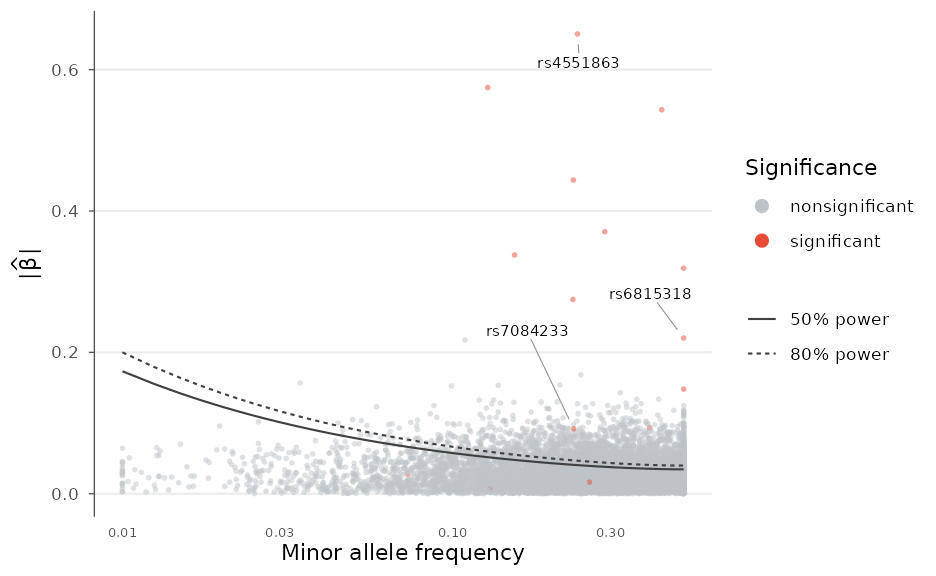 0.6
0.4
0.2
0.0
|β̂|
rs4551863
rs6815318
rs7084233
0.01
0.03
0.10
0.30
Minor allele frequency
Significance
nonsignificant
significant
50% power
80% power